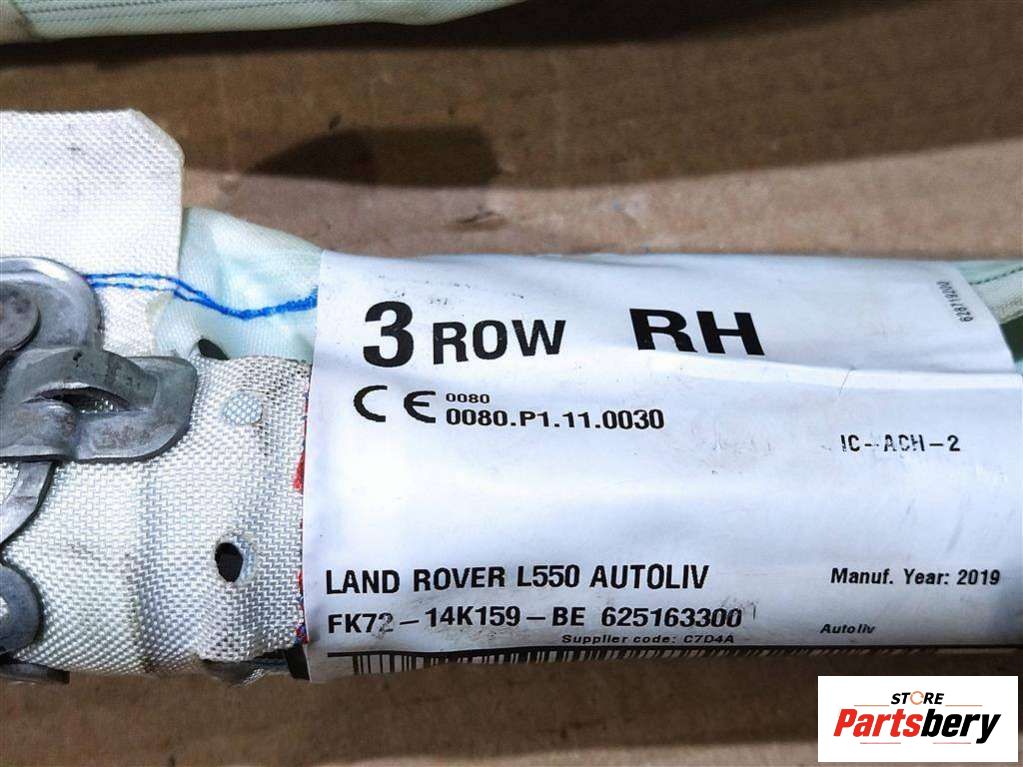 628719200
3 ROW RH
CE 0080
0080.P1.11.0030
IC-ACH-2
LAND ROVER L550 AUTOLIV
Manuf. Year: 2019
FK72-14K159-BE 625163300
Autoliv
Supplier code: C7D4A
STORE
Partsbery